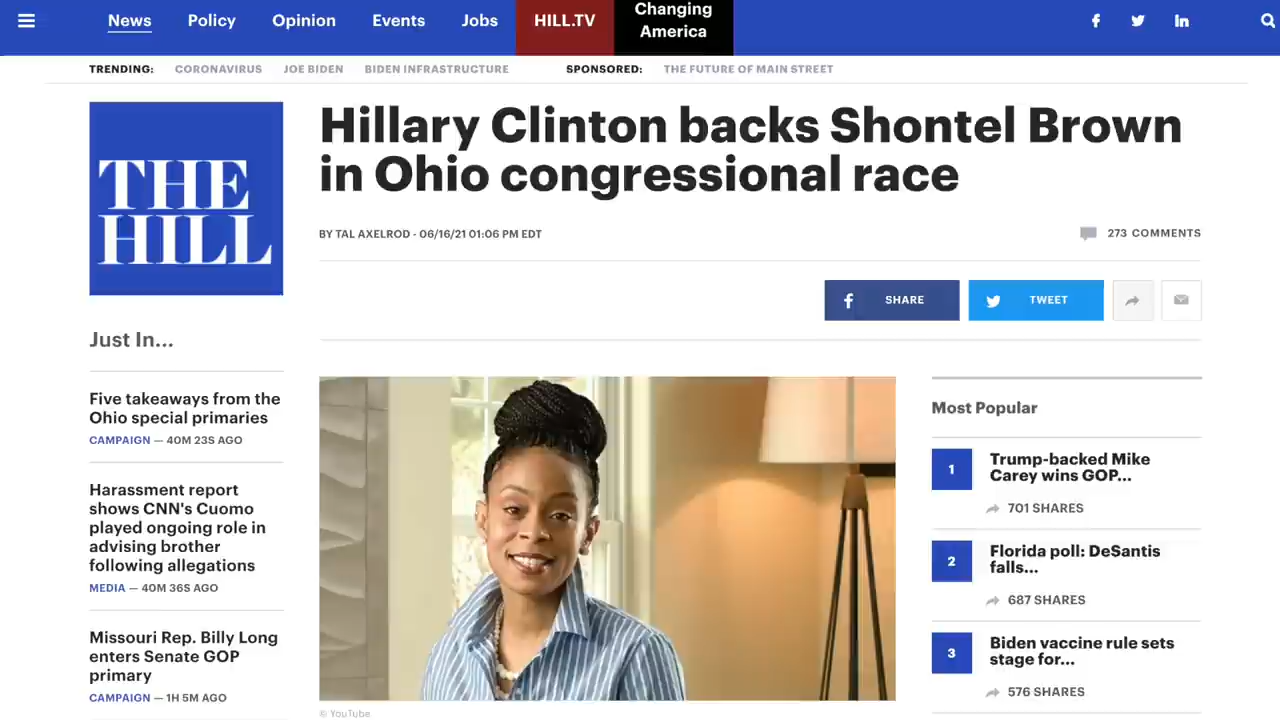 News
Policy
Opinion
Events
Jobs
HILL.TV
Changing
America
TRENDING:
CORONAVIRUS
JOE BIDEN
BIDEN INFRASTRUCTURE
SPONSORED:
THE FUTURE OF MAIN STREET
THE
HILL
Hillary Clinton backs Shontel Brown
in Ohio congressional race
BY TAL AXELROD - 06/16/21 01:06 PM EDT
273 COMMENTS
SHARE
TWEET
Just In...
Five takeaways from the
Ohio special primaries
CAMPAIGN — 40M 23S AGO
Harassment report
shows CNN's Cuomo
played ongoing role in
advising brother
following allegations
MEDIA — 40M 36S AGO
Missouri Rep. Billy Long
enters Senate GOP
primary
CAMPAIGN — 1H 5M AGO
© YouTube
Most Popular
1
Trump-backed Mike
Carey wins GOP...
701 SHARES
2
Florida poll: DeSantis
falls...
687 SHARES
3
Biden vaccine rule sets
stage for...
576 SHARES